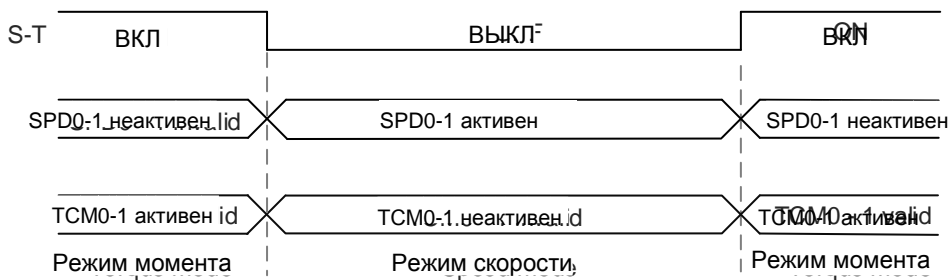 S-T ВКЛ ВЫКЛ ВКЛ
SPD0-1 неактивен SPD0-1 активен SPD0-1 неактивен
TCM0-1 активен TCM0-1 неактивен TCM0-1 активен
Режим момента Режим скорости Режим момента